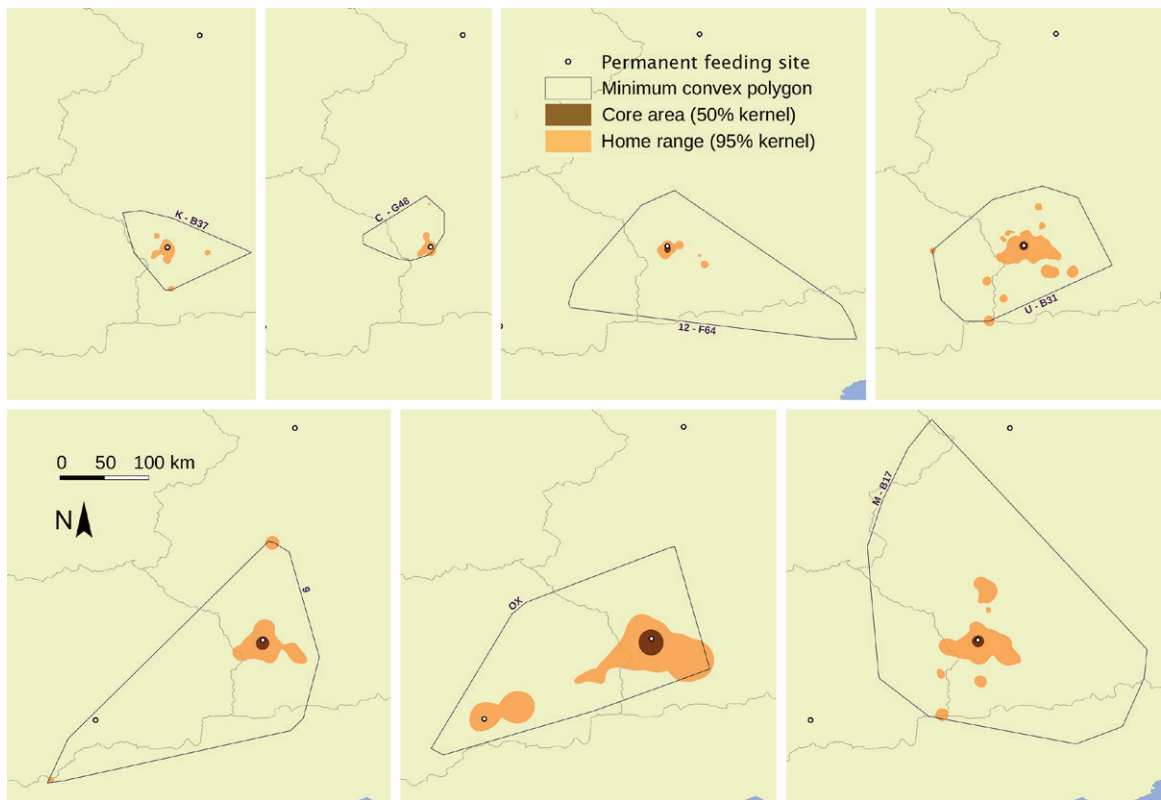 Permanent feeding site
Minimum convex polygon
Core area (50% kernel)
Home range (95% kernel)
K - B37
C - G48
12 - F64
U - B31
0 50 100 km
N
9
OX
M - B17